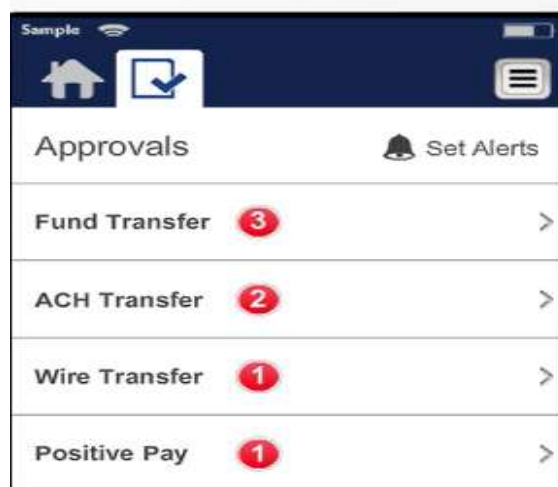 Sample
Approvals Set Alerts
Fund Transfer 3
ACH Transfer 2
Wire Transfer 1
Positive Pay 1